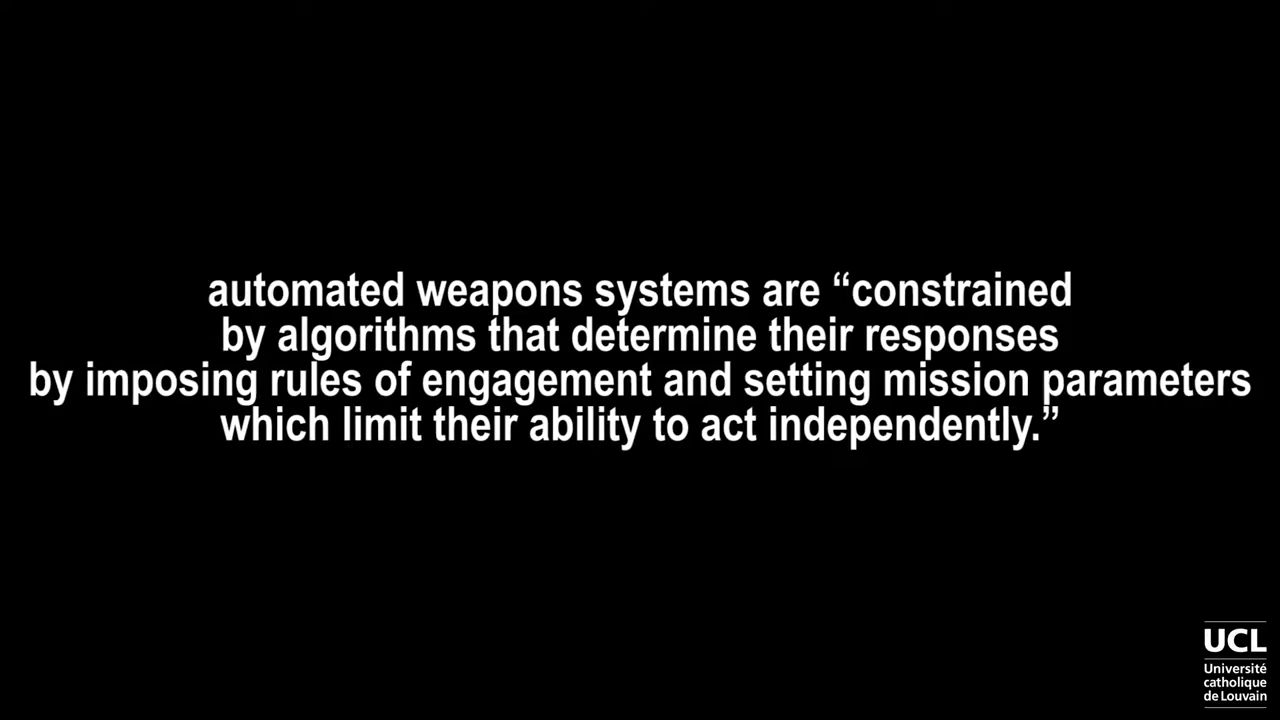 automated weapons systems are “constrained
by algorithms that determine their responses
by imposing rules of engagement and setting mission parameters
which limit their ability to act independently.”
UCL
Université
catholique
de Louvain